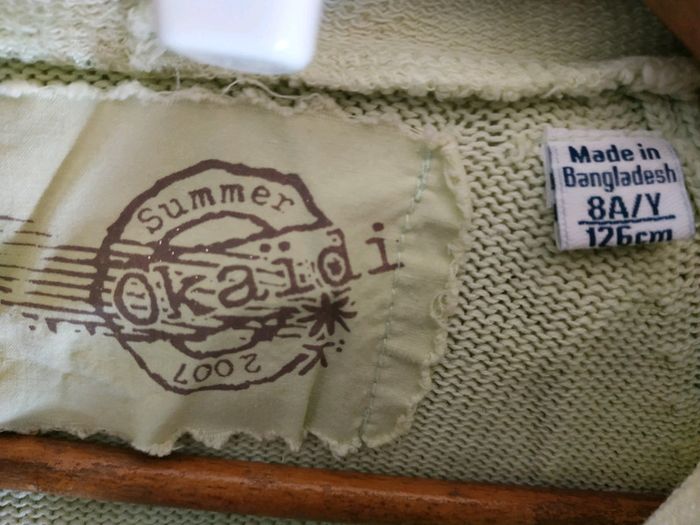 Summer
Okaïdi
2007
Made in
Bangladesh
8A/Y
126cm